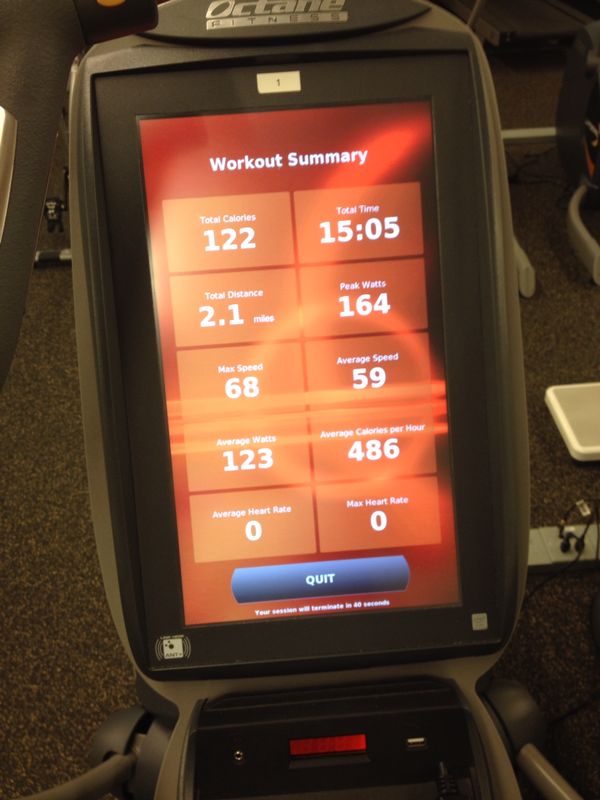 Octane
FITNESS
1
Workout Summary
Total Calories
122
Total Time
15:05
Total Distance
2.1 miles
Peak Watts
164
Max Speed
68
Average Speed
59
Average Watts
123
Average Calories per Hour
486
Average Heart Rate
0
Max Heart Rate
0
QUIT
Your session will terminate in 40 seconds
ANT+